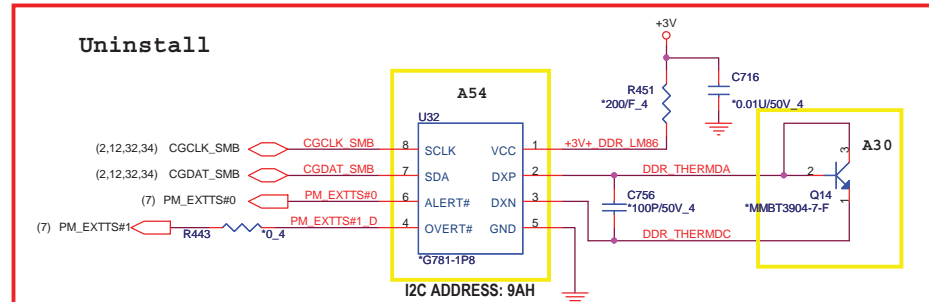 Uninstall
+3V
A54
U32
R451
*200/F_4
C716
*0.01U/50V_4
A30
(2,12,32,34) CGCLK_SMB CGCLK_SMB 8 SCLK VCC 1 +3V+_DDR_LM86
(2,12,32,34) CGDAT_SMB CGDAT_SMB 7 SDA DXP 2 DDR_THERMDA 2 3
(7) PM_EXTTS#0 PM_EXTTS#0 6 ALERT# DXN 3 C756 Q14
*100P/50V_4 *MMBT3904-7-F 1
(7) PM_EXTTS#1 R443 *0_4 PM_EXTTS#1_D 4 OVERT# GND 5 DDR_THERMDC
*G781-1P8
I2C ADDRESS: 9AH